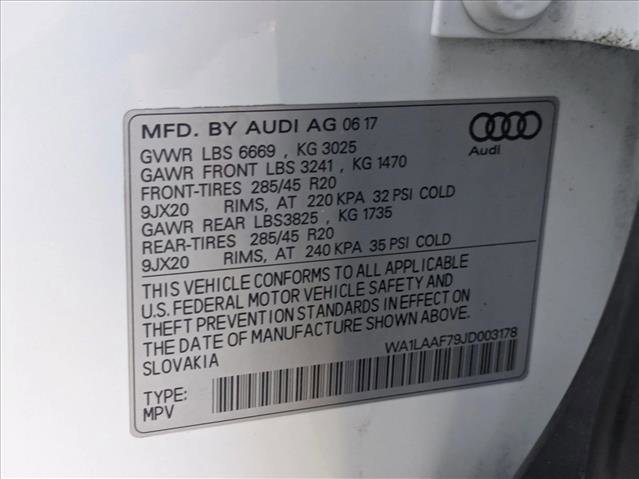 MFD. BY AUDI AG 06 17
Audi
GVWR LBS 6669 , KG 3025
GAWR FRONT LBS 3241 , KG 1470
FRONT-TIRES 285/45 R20
9JX20 RIMS, AT 220 KPA 32 PSI COLD
GAWR REAR LBS3825 , KG 1735
REAR-TIRES 285/45 R20
9JX20 RIMS, AT 240 KPA 35 PSI COLD
THIS VEHICLE CONFORMS TO ALL APPLICABLE
U.S. FEDERAL MOTOR VEHICLE SAFETY AND
THEFT PREVENTION STANDARDS IN EFFECT ON
THE DATE OF MANUFACTURE SHOWN ABOVE.
SLOVAKIA
WA1LAAF79JD003178
TYPE:
MPV